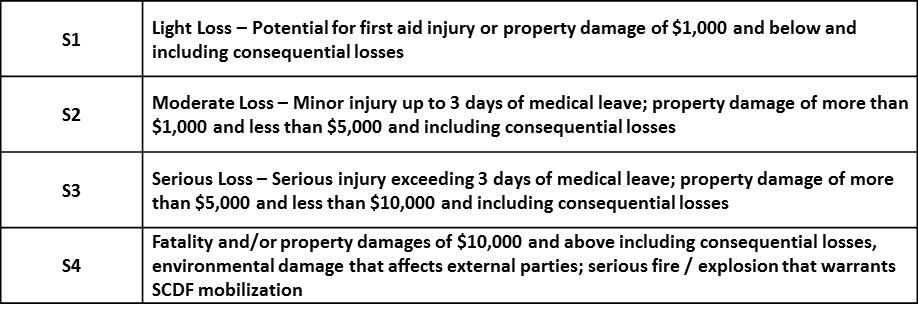 S1
Light Loss – Potential for first aid injury or property damage of $1,000 and below and
including consequential losses
S2
Moderate Loss – Minor injury up to 3 days of medical leave; property damage of more than
$1,000 and less than $5,000 and including consequential losses
S3
Serious Loss – Serious injury exceeding 3 days of medical leave; property damage of more
than $5,000 and less than $10,000 and including consequential losses
S4
Fatality and/or property damages of $10,000 and above including consequential losses,
environmental damage that affects external parties; serious fire / explosion that warrants
SCDF mobilization